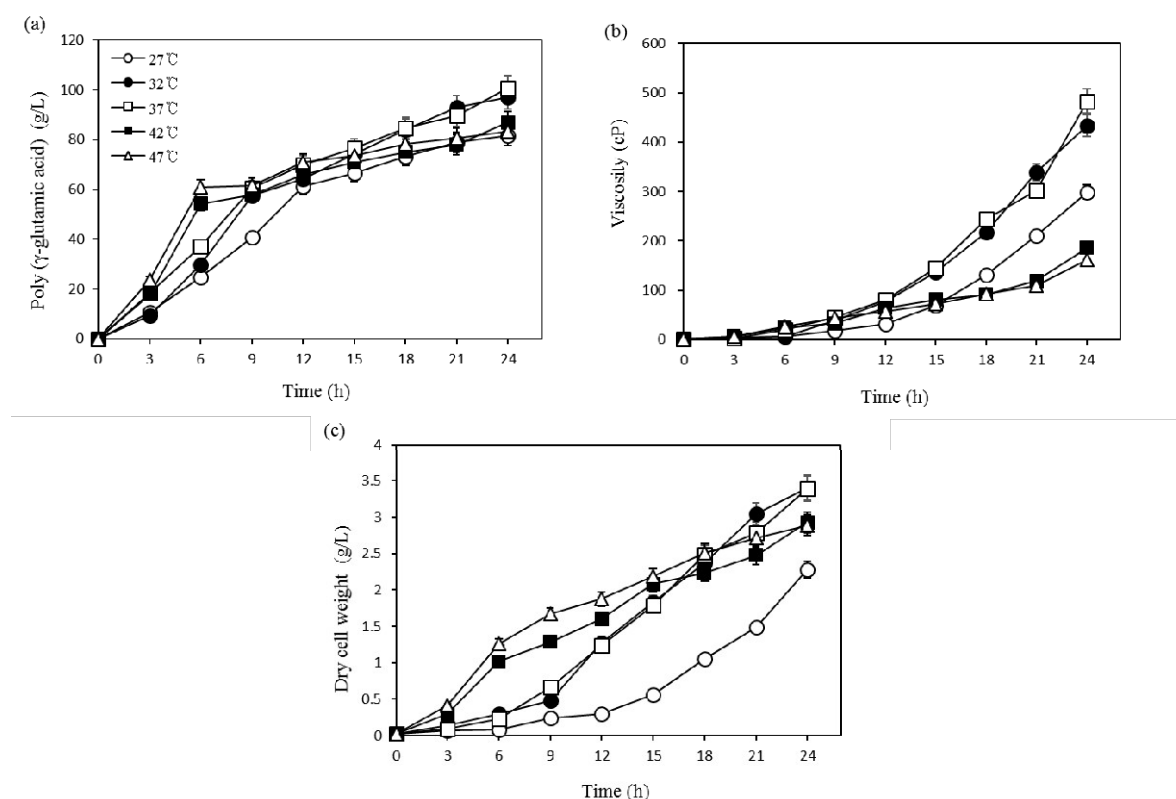 (a)
120
100
80
60
40
20
0
Poly (γ-glutamic acid) (g/L)
27℃
32℃
37℃
42℃
47℃
0 3 6 9 12 15 18 21 24
Time (h)
(b)
600
500
400
300
200
100
0
Viscosity (cP)
0 3 6 9 12 15 18 21 24
Time (h)
(c)
4
3.5
3
2.5
2
1.5
1
0.5
0
Dry cell weight (g/L)
0 3 6 9 12 15 18 21 24
Time (h)